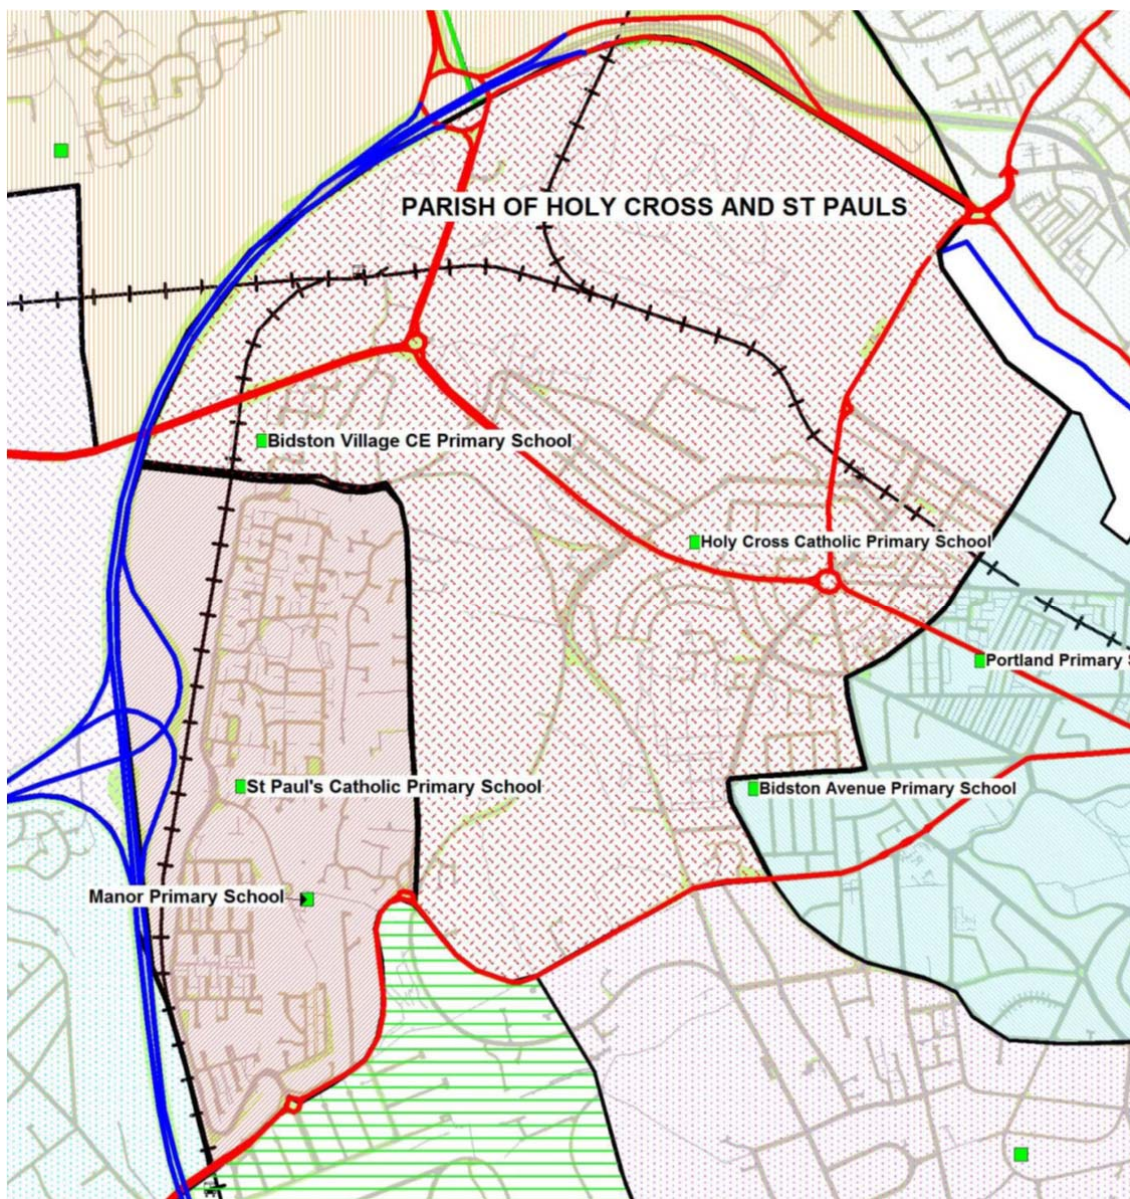 PARISH OF HOLY CROSS AND ST PAULS
Bidston Village CE Primary School
Holy Cross Catholic Primary School
Portland Primary S
St Paul's Catholic Primary School
Bidston Avenue Primary School
Manor Primary School